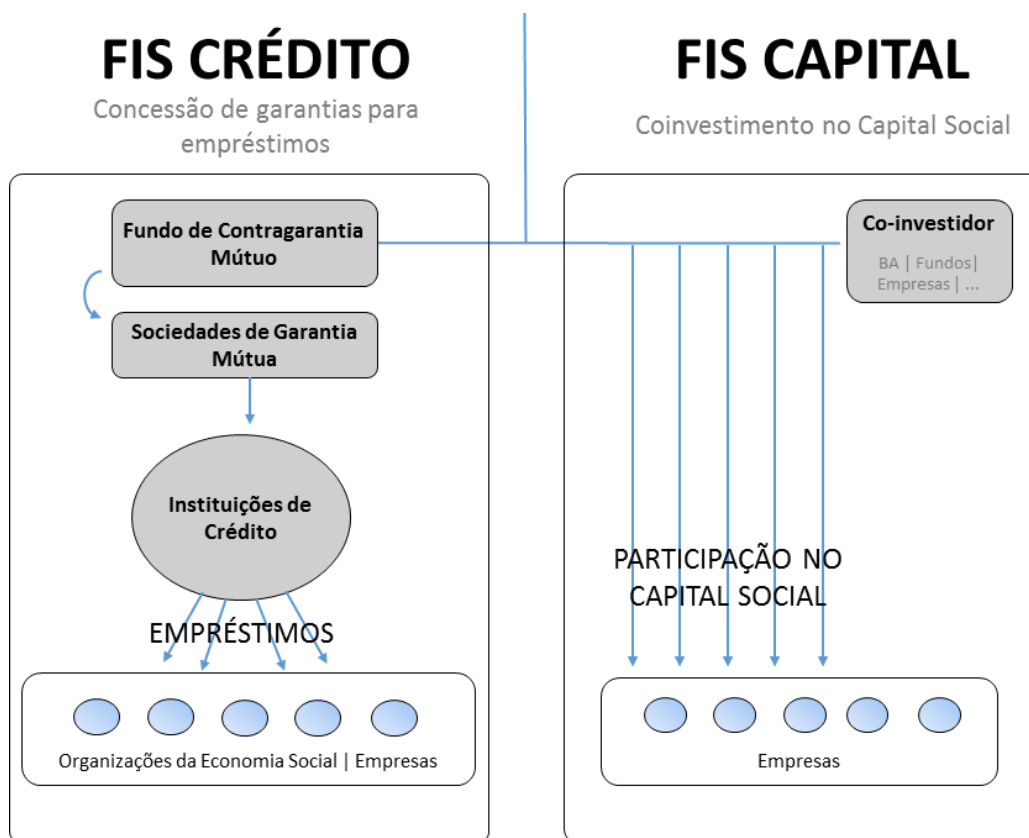 FIS CRÉDITO
Concessão de garantias para
empréstimos
Fundo de Contragarantia
Mútuo
Sociedades de Garantia
Mútua
Instituições de
Crédito
EMPRÉSTIMOS
Organizações da Economia Social | Empresas
FIS CAPITAL
Coinvestimento no Capital Social
Co-investidor
BA | Fundos|
Empresas | ...
PARTICIPAÇÃO NO
CAPITAL SOCIAL
Empresas